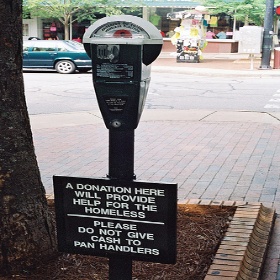 A DONATION HERE
WILL PROVIDE
HELP FOR THE
HOMELESS
PLEASE
DO NOT GIVE
CASH TO
PAN HANDLERS